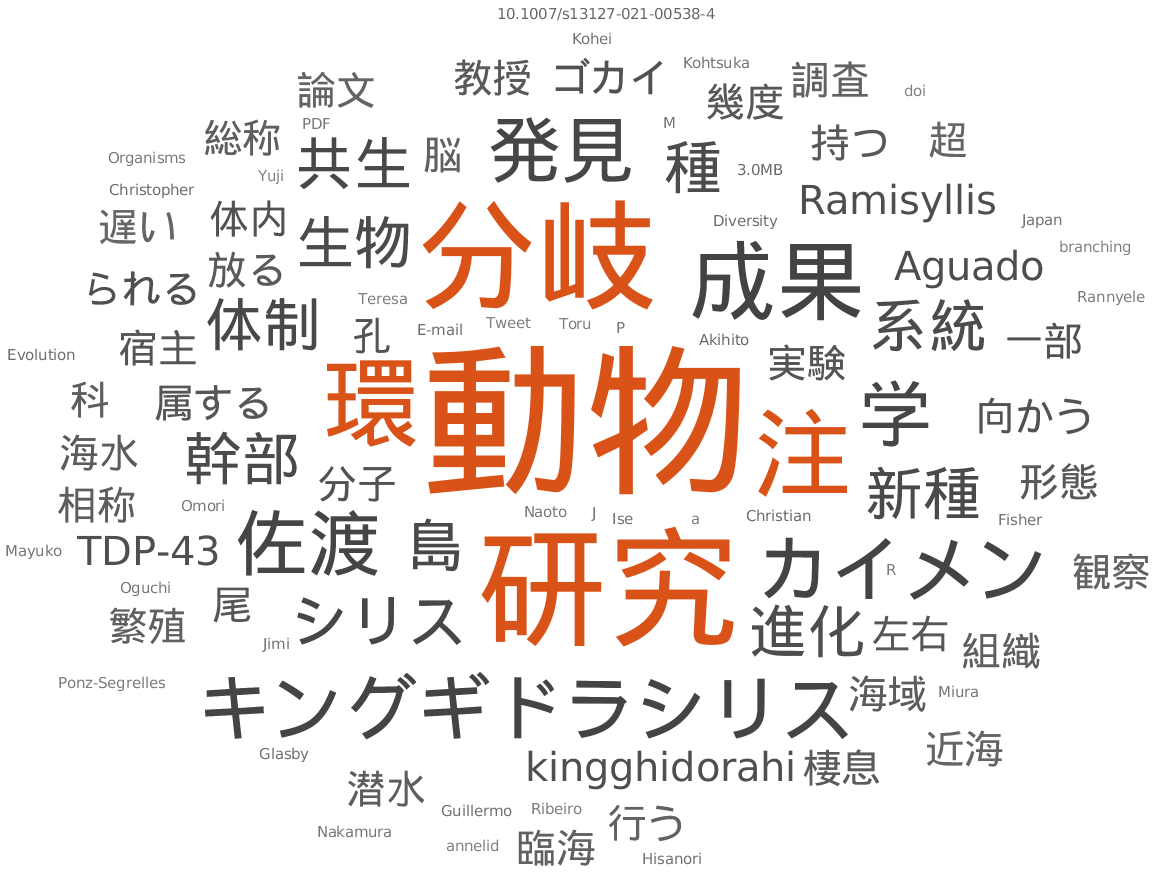 10.1007/s13127-021-00538-4
Kohei
教授 ゴカイ Kohtsuka 調査
論文 幾度 doi
総称 PDF 共生 脳 発見 M 種 持つ 超
Organisms Yuji 3.0MB
Christopher Ramisyllis
遅い 体内 生物 分岐 Diversity Japan
られる 放る 成果 Aguado branching
体制 Teresa Rannyele
宿主 孔 E-mail Tweet Toru P Akihito 系統 一部
Evolution 環 動物 実験
科 属する 注 学 向かう
海水 幹部 分子 新種 形態
相称 Omori Naoto J Ise a Christian Fisher
Mayuko TDP-43 佐渡 島 研究 カイメン R 観察
Oguchi
繁殖 尾 シリス 進化 左右 組織
Jimi
Ponz-Segrelles キングギドラシリス 海域 Miura
Glasby kingghidorahi 棲息 近海
潜水 Guillermo Ribeiro 行う
Nakamura annelid 臨海 Hisanori